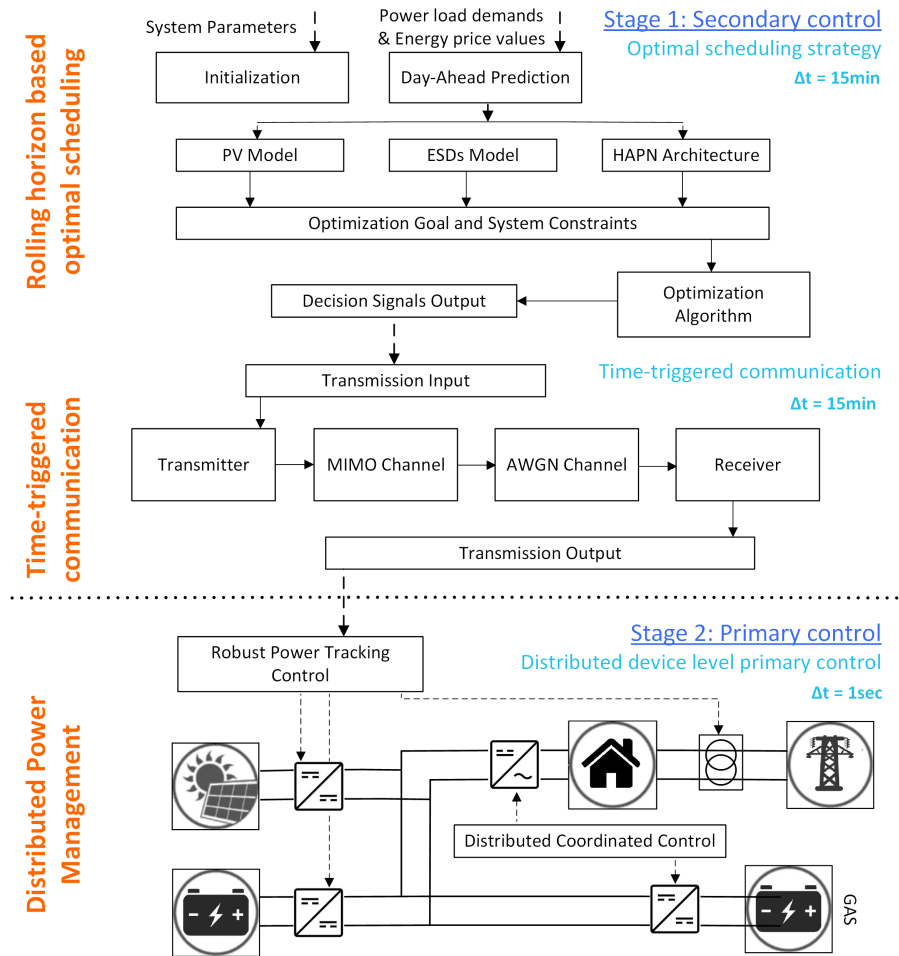 Rolling horizon based
optimal scheduling
System Parameters
Power load demands
& Energy price values
Stage 1: Secondary control
Optimal scheduling strategy
Δt = 15min
Initialization
Day-Ahead Prediction
PV Model
ESDs Model
HAPN Architecture
Optimization Goal and System Constraints
Optimization
Algorithm
Decision Signals Output
Time-triggered
communication
Transmission Input
Time-triggered communication
Δt = 15min
Transmitter
MIMO Channel
AWGN Channel
Receiver
Transmission Output
Distributed Power
Management
Stage 2: Primary control
Distributed device level primary control
Δt = 1sec
Robust Power Tracking
Control
Distributed Coordinated Control
GAS